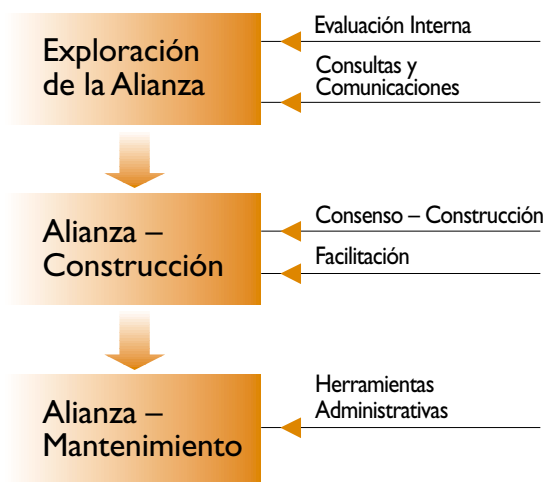 Exploración
de la Alianza
Evaluación Interna
Consultas y
Comunicaciones
Alianza –
Construcción
Consenso – Construcción
Facilitación
Alianza –
Mantenimiento
Herramientas
Administrativas